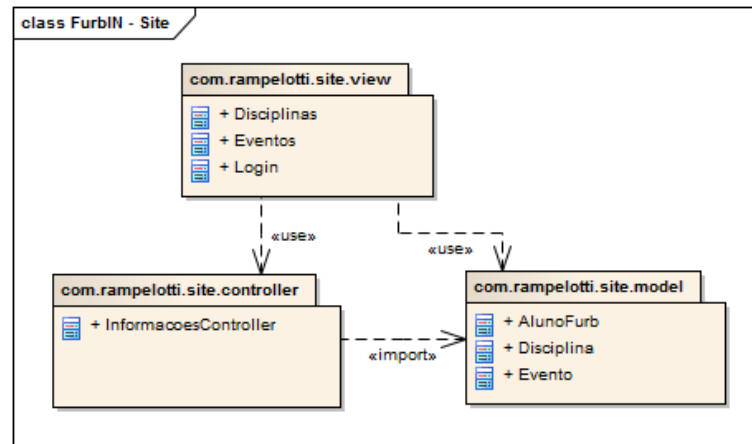 class FurbIN - Site
com.rampelotti.site.view
+ Disciplinas
+ Eventos
+ Login
«use»
«use»
com.rampelotti.site.controller
+ InformacoesController
«import»
com.rampelotti.site.model
+ AlunoFurb
+ Disciplina
+ Evento